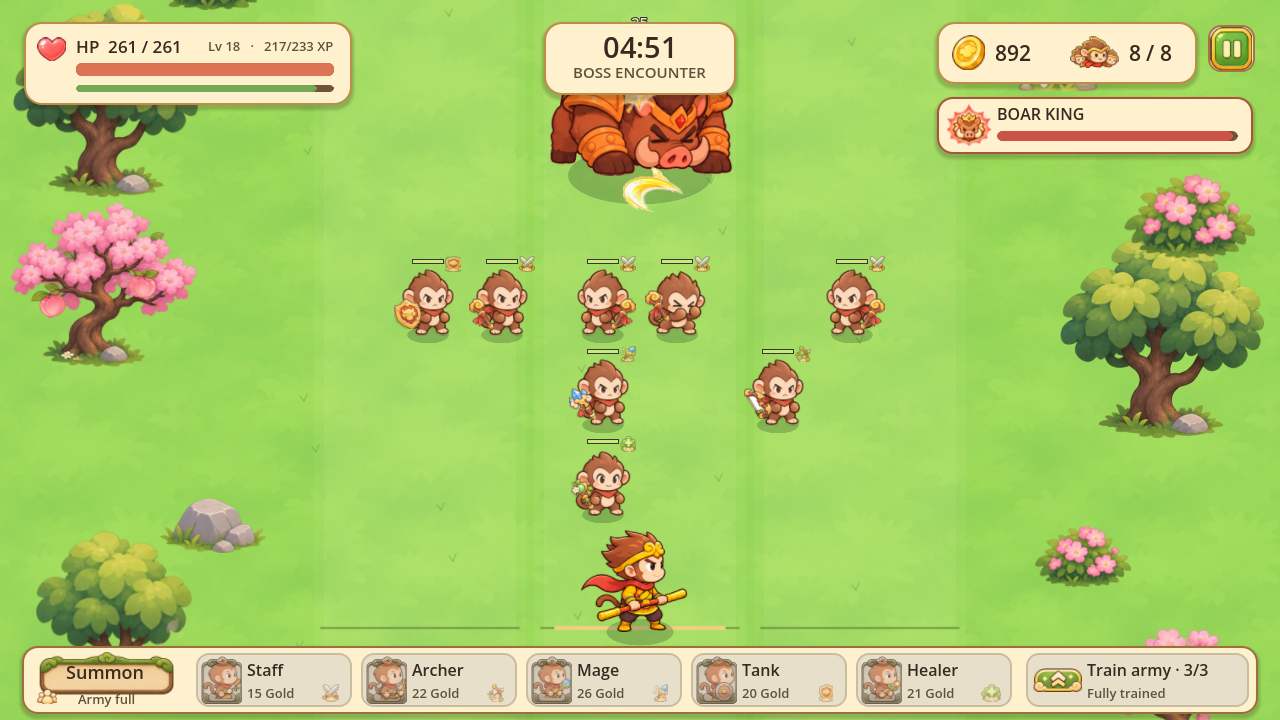 HP 261 / 261 Lv 18 · 217/233 XP
04:51
BOSS ENCOUNTER
892
8 / 8
BOAR KING
Summon
Army full
Staff
15 Gold
Archer
22 Gold
Mage
26 Gold
Tank
20 Gold
Healer
21 Gold
Train army · 3/3
Fully trained